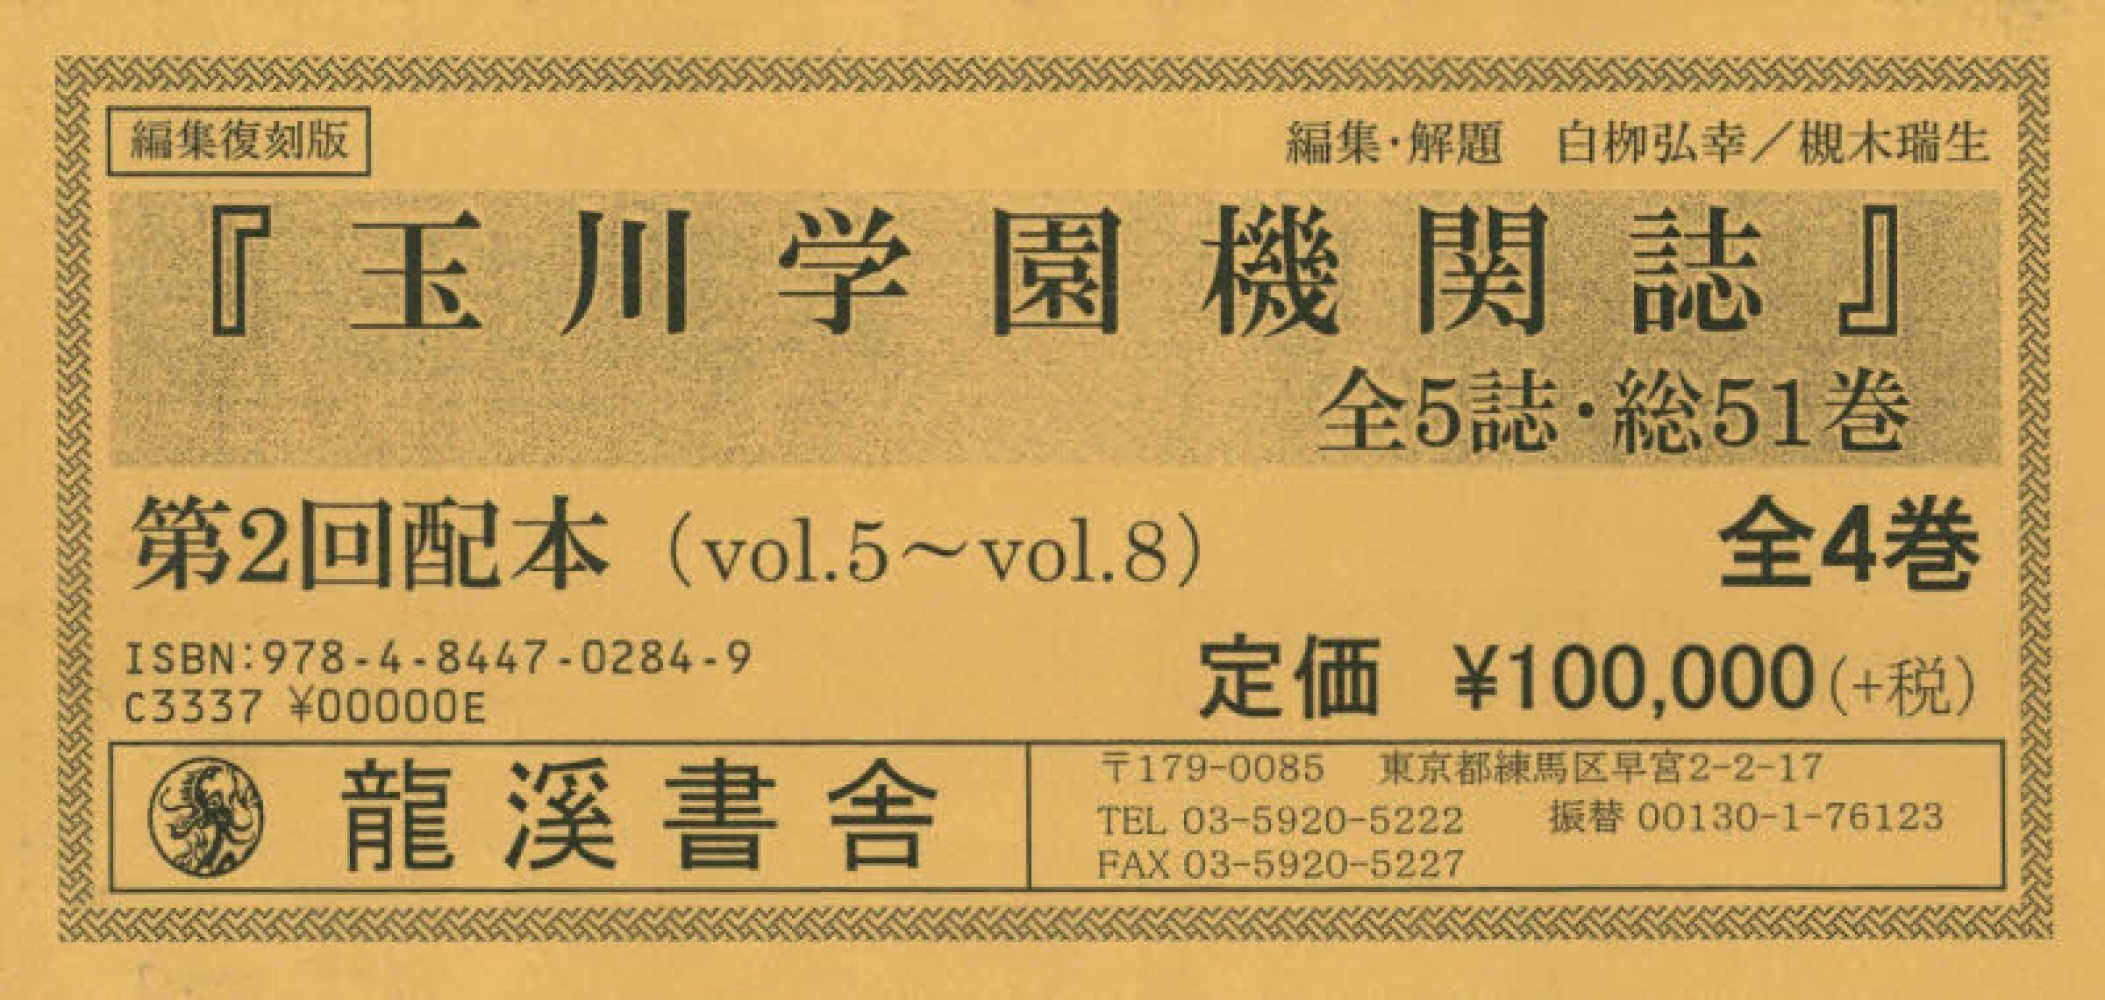 編集復刻版
編集・解題　白栁弘幸／槻木瑞生
『玉川学園機関誌』
全5誌・総51巻
第2回配本（vol.5～vol.8）　全4巻
ISBN:978-4-8447-0284-9
C3337 ¥00000E
定価　¥100,000（+税）
龍溪書舎
〒179-0085　東京都練馬区早宮2-2-17
TEL 03-5920-5222　振替 00130-1-76123
FAX 03-5920-5227